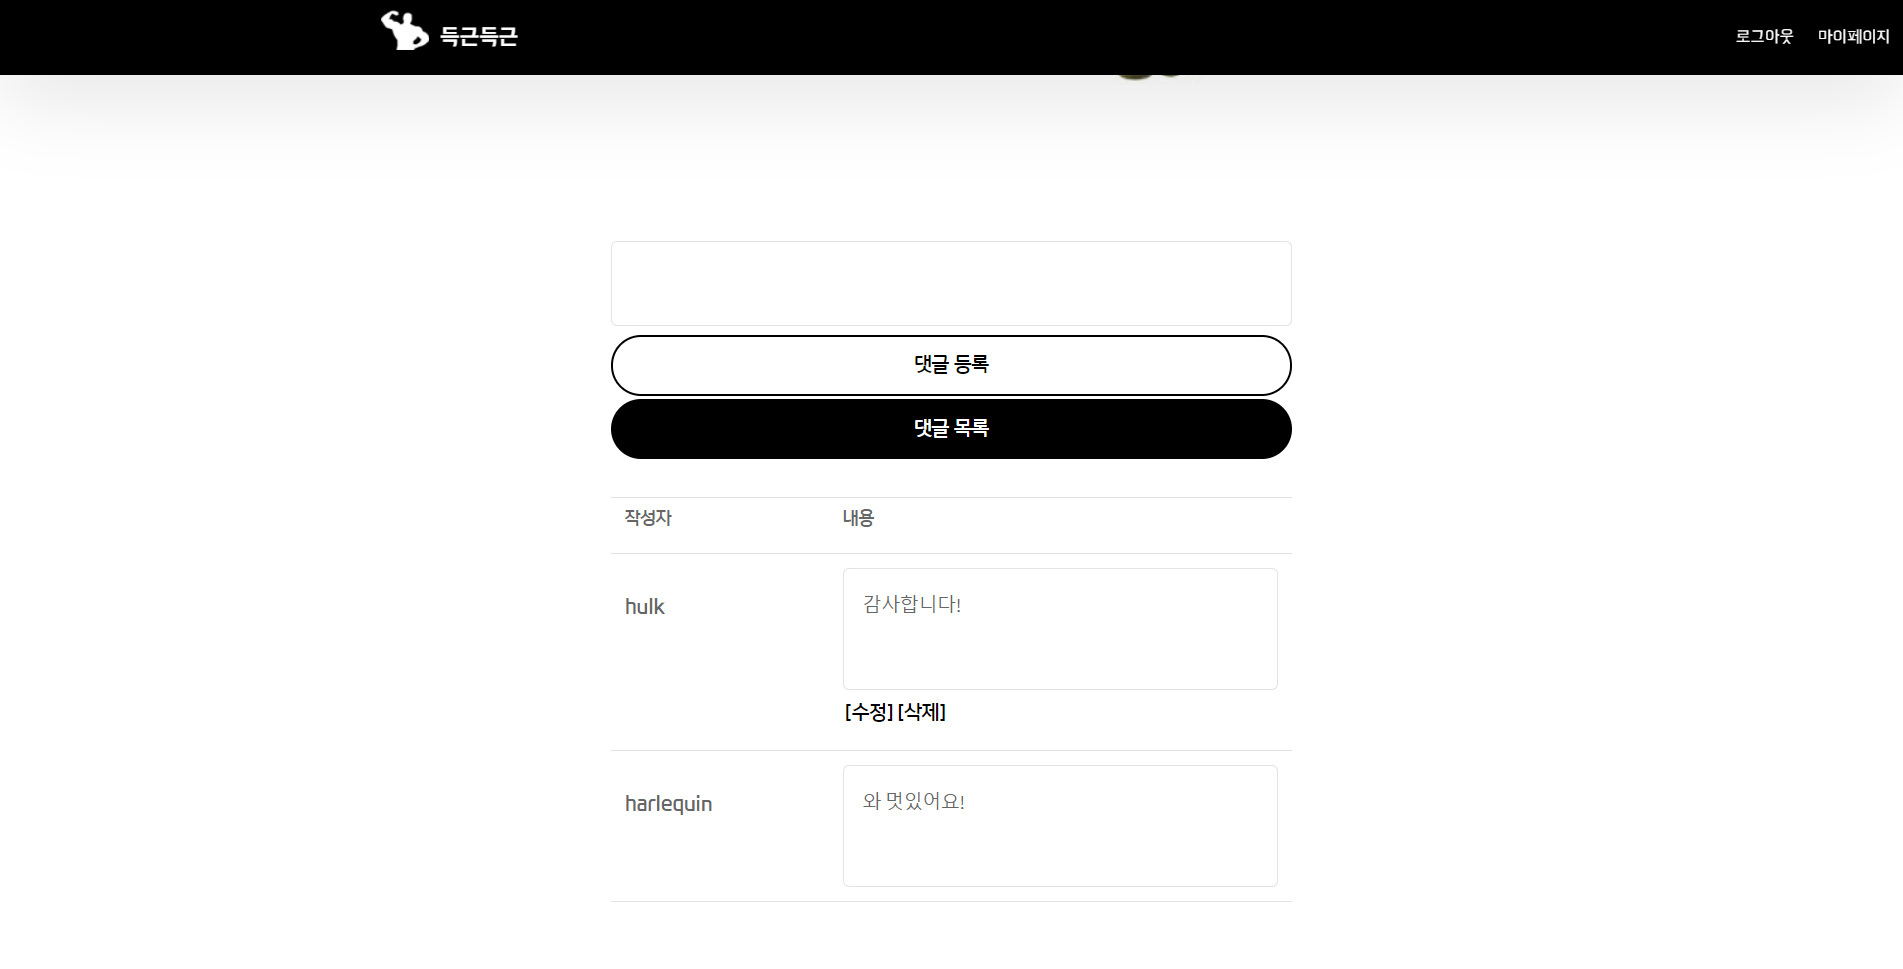 득근득근
로그아웃 마이페이지
댓글 등록
댓글 목록
작성자 내용
hulk 감사합니다!
[수정] [삭제]
harlequin 와 멋있어요!